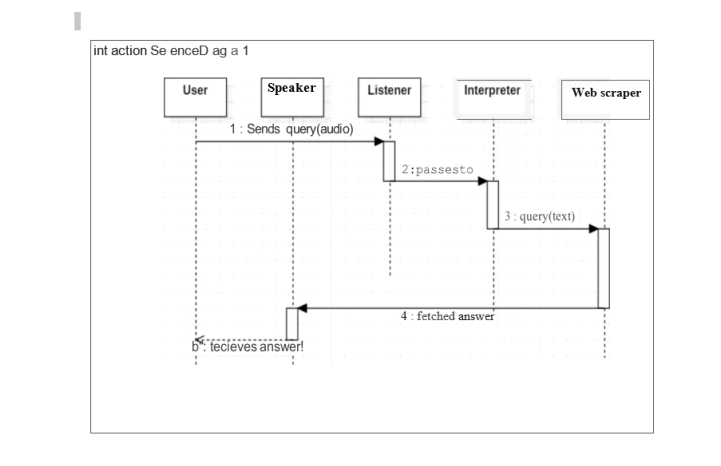 int action Se enceD ag a 1
User
Speaker
Listener
Interpreter
Web scraper
1 : Sends query(audio)
2:passesto
3 : query(text)
4 : fetched answer
b": tecieves answer!